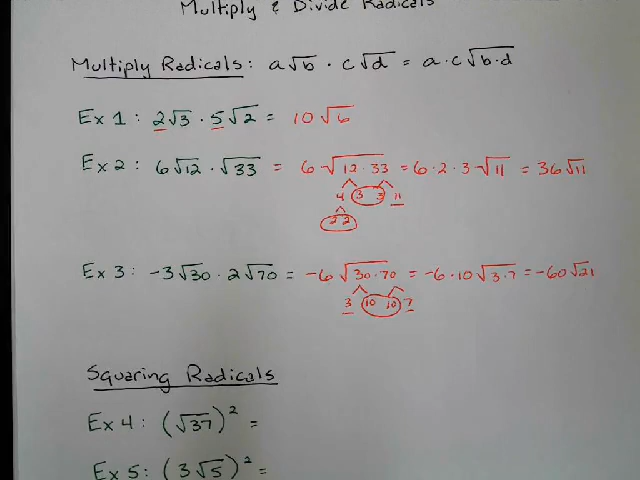 Multiply & Divide Radicals
Multiply Radicals: a√b · c√d = a·c√b·d
Ex 1: 2√3 · 5√2 = 10√6
Ex 2: 6√12 · √33 = 6√12·33 = 6·2·3√11 = 36√11
4 3 3 11
2 2
Ex 3: -3√30 · 2√70 = -6√30·70 = -6·10√3·7 = -60√21
3 10 10 7
Squaring Radicals
Ex 4: (√37)² =
Ex 5: (3√5)² =